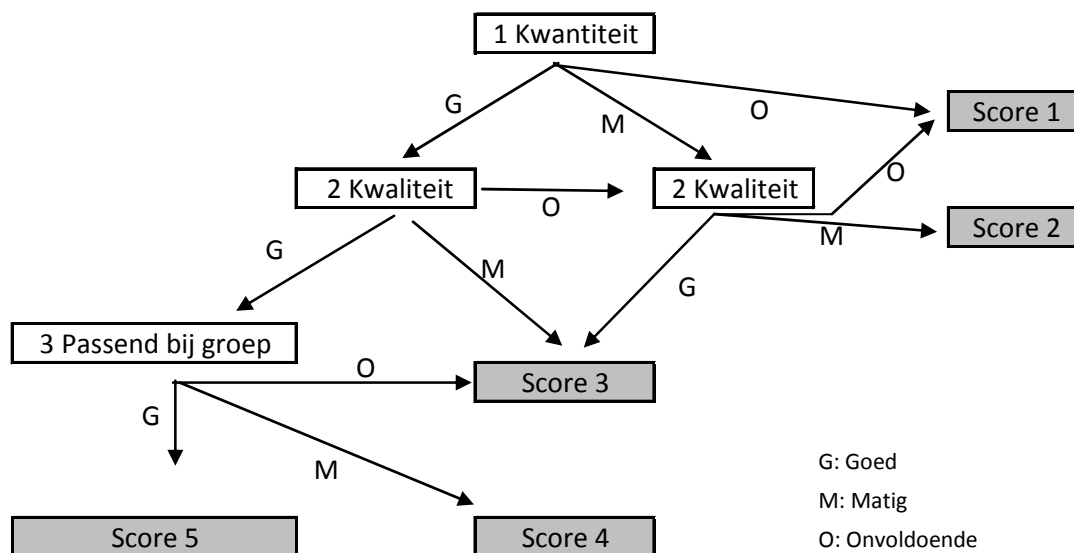 1 Kwantiteit
G
M
O
Score 1
2 Kwaliteit
O
2 Kwaliteit
O
M
Score 2
G
M
G
3 Passend bij groep
O
Score 3
G
M
Score 5
Score 4
G: Goed
M: Matig
O: Onvoldoende